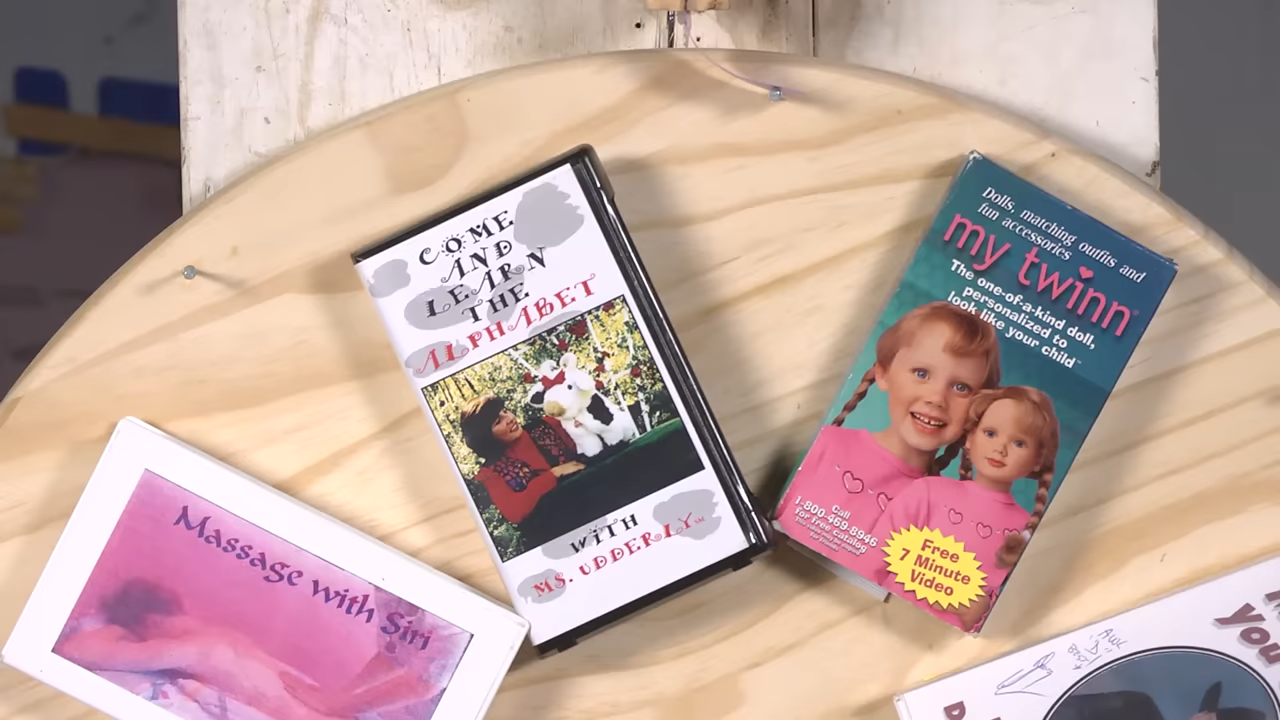 COME
AND
LEARN
THE
ALPHABET
WITH
MS. UDDERLY
Dolls, matching outfits and
fun accessories
my twinn
The one-of-a-kind doll,
personalized to
look like your child™
Call
1-800-469-8946
for free catalog
Free
7 Minute
Video
Massage with Siri
You